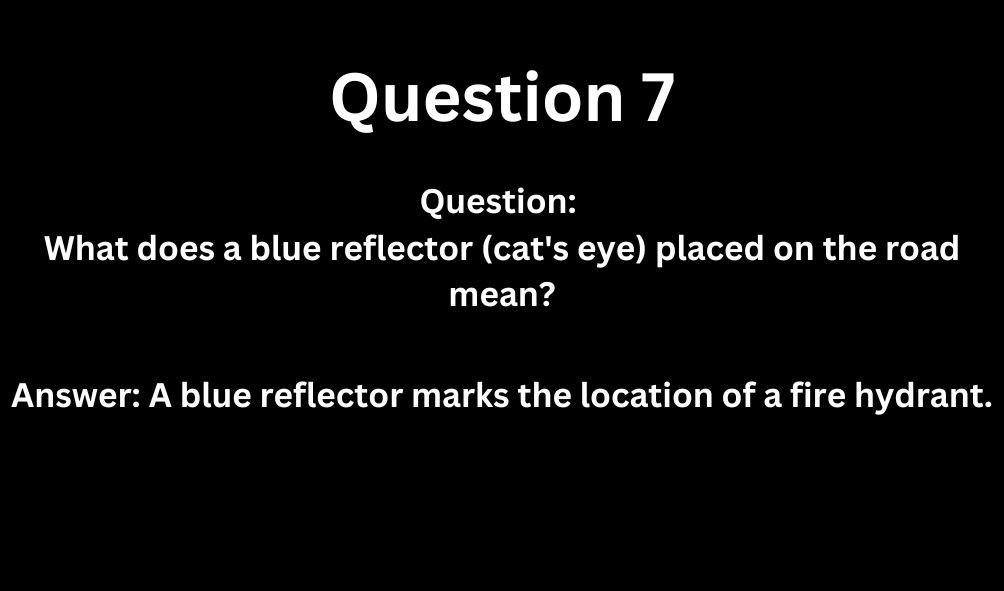 Question 7
Question:
What does a blue reflector (cat's eye) placed on the road
mean?
Answer: A blue reflector marks the location of a fire hydrant.